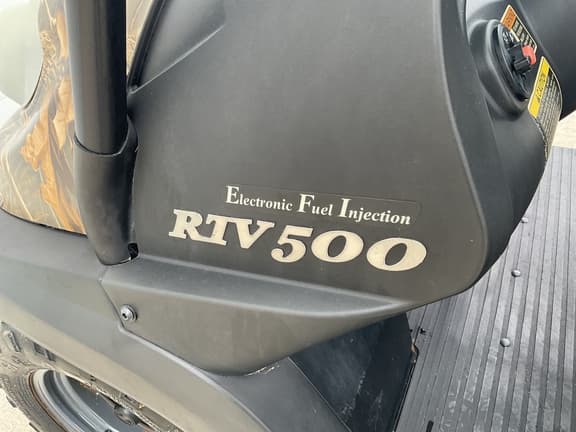 Electronic Fuel Injection
RTV500